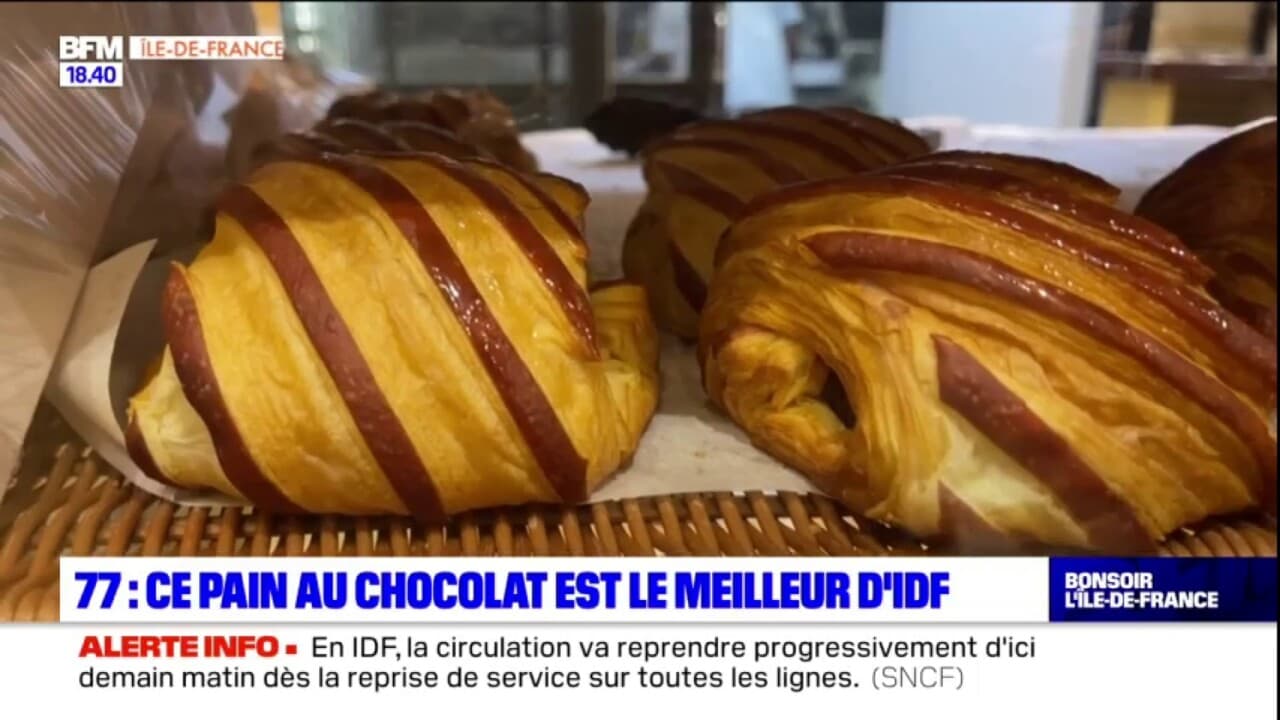 BFM ÎLE-DE-FRANCE
18.40
77 : CE PAIN AU CHOCOLAT EST LE MEILLEUR D'IDF
BONSOIR
L'ÎLE-DE-FRANCE
ALERTE INFO En IDF, la circulation va reprendre progressivement d'ici
demain matin dès la reprise de service sur toutes les lignes. (SNCF)